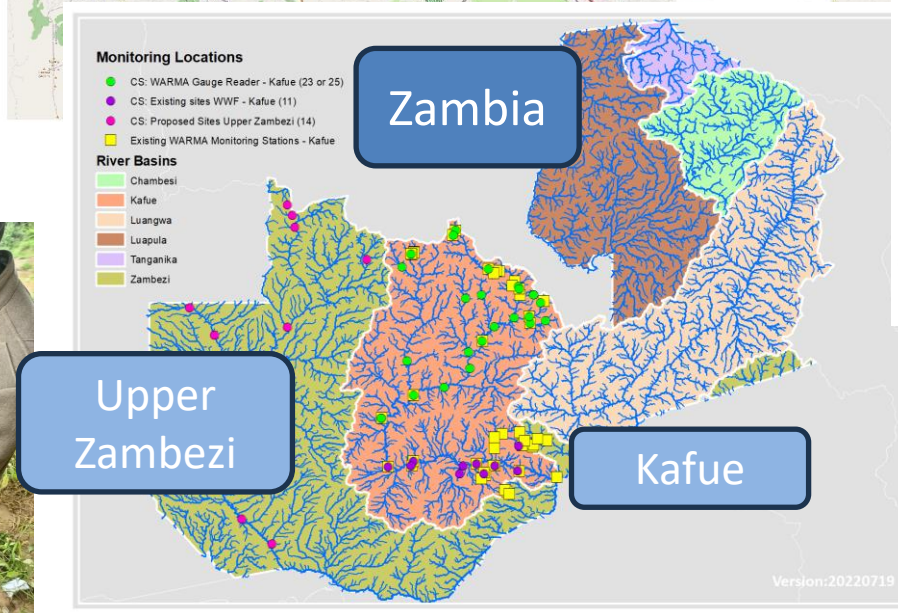 Monitoring Locations
CS: WARMA Gauge Reader - Kafue (23 or 25)
CS: Existing sites WWF - Kafue (11)
CS: Proposed Sites Upper Zambezi (14)
Existing WARMA Monitoring Stations - Kafue
River Basins
Chambesi
Kafue
Luangwa
Luapula
Tanganika
Zambezi
Zambia
Upper
Zambezi
Kafue
Version:20220719